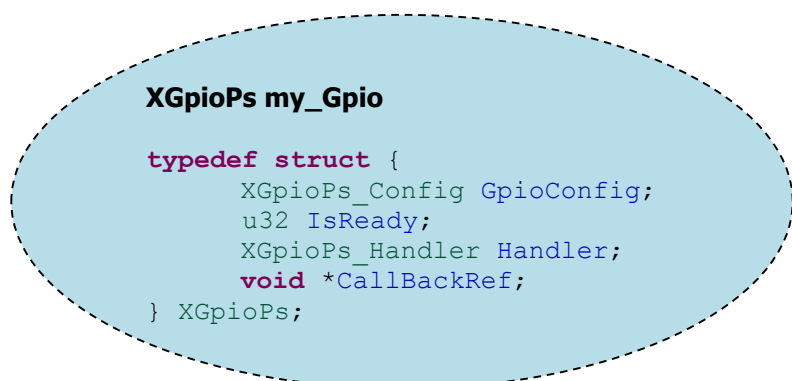 XGpioPs my_Gpio
typedef struct {
XGpioPs_Config GpioConfig;
u32 IsReady;
XGpioPs_Handler Handler;
void *CallBackRef;
} XGpioPs;